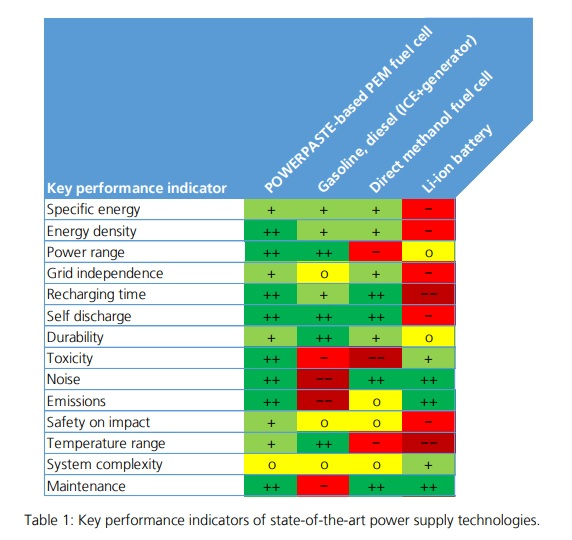 POWERPASTE-based PEM fuel cell
Gasoline, diesel (ICE+generator)
Direct methanol fuel cell
Li-ion battery
Key performance indicator
Specific energy + + + −
Energy density ++ + + −
Power range ++ ++ − o
Grid independence + o + −
Recharging time ++ + ++ −−
Self discharge ++ ++ ++ −
Durability + ++ + o
Toxicity ++ − −− +
Noise ++ −− ++ ++
Emissions ++ −− o ++
Safety on impact + o o −
Temperature range + ++ − −−
System complexity o o o +
Maintenance ++ − ++ ++
Table 1: Key performance indicators of state-of-the-art power supply technologies.